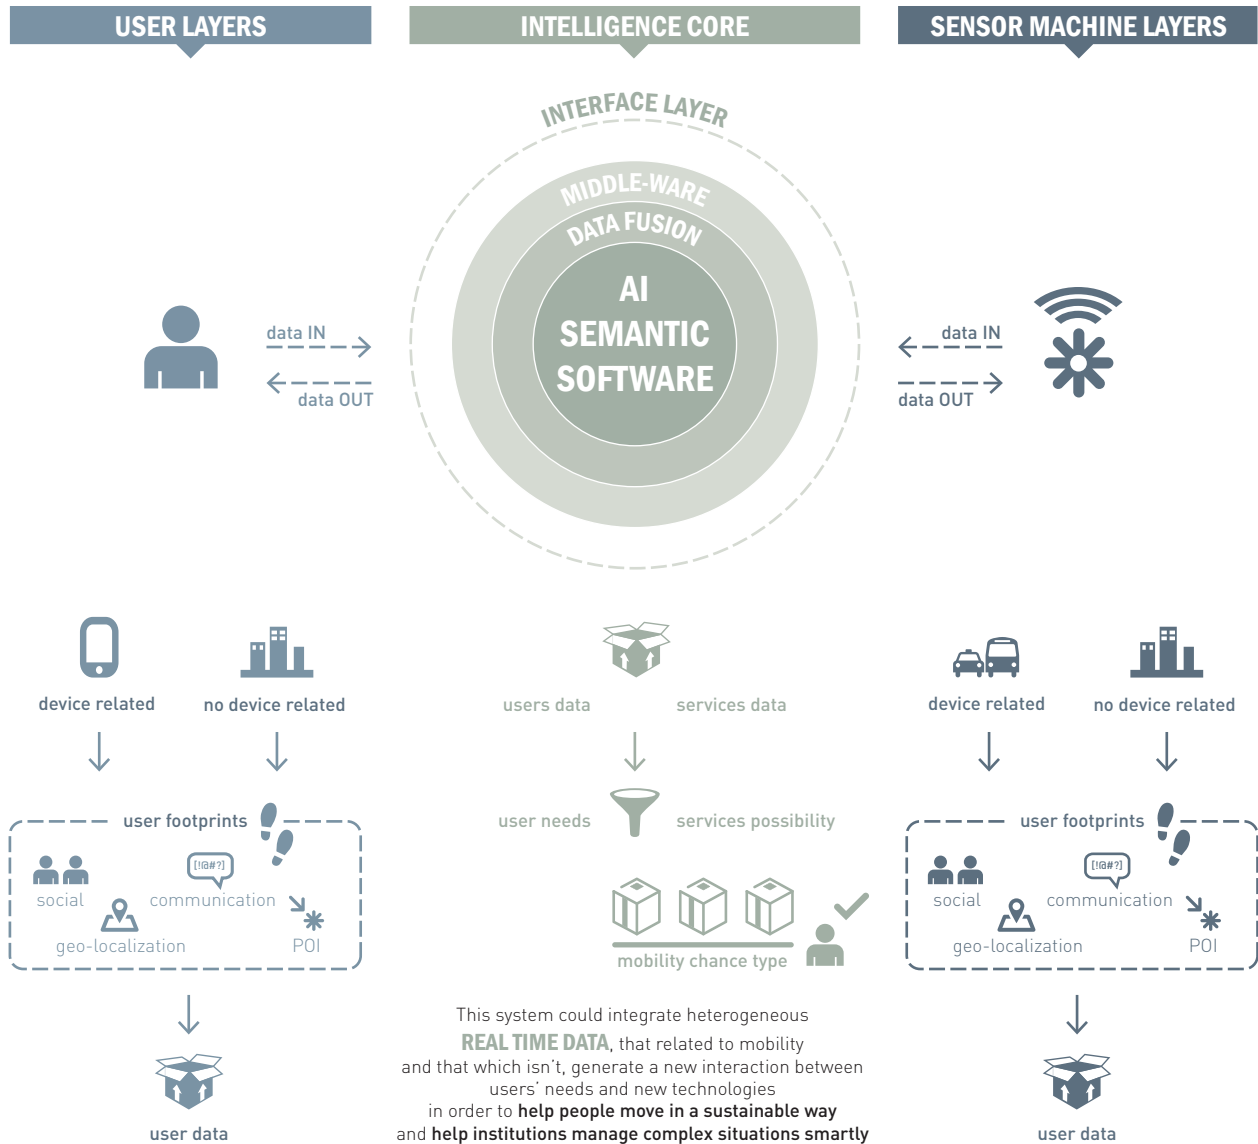 USER LAYERS
INTELLIGENCE CORE
SENSOR MACHINE LAYERS
INTERFACE LAYER
MIDDLE-WARE
DATA FUSION
AI
SEMANTIC
SOFTWARE
data IN
data OUT
data IN
data OUT
device related
no device related
user footprints
[!@#?]
social
communication
geo-localization
POI
user data
users data
services data
user needs
services possibility
mobility chance type
This system could integrate heterogeneous
REAL TIME DATA, that related to mobility
and that which isn't, generate a new interaction between
users' needs and new technologies
in order to help people move in a sustainable way
and help institutions manage complex situations smartly
device related
no device related
user footprints
[!@#?]
social
communication
geo-localization
POI
user data